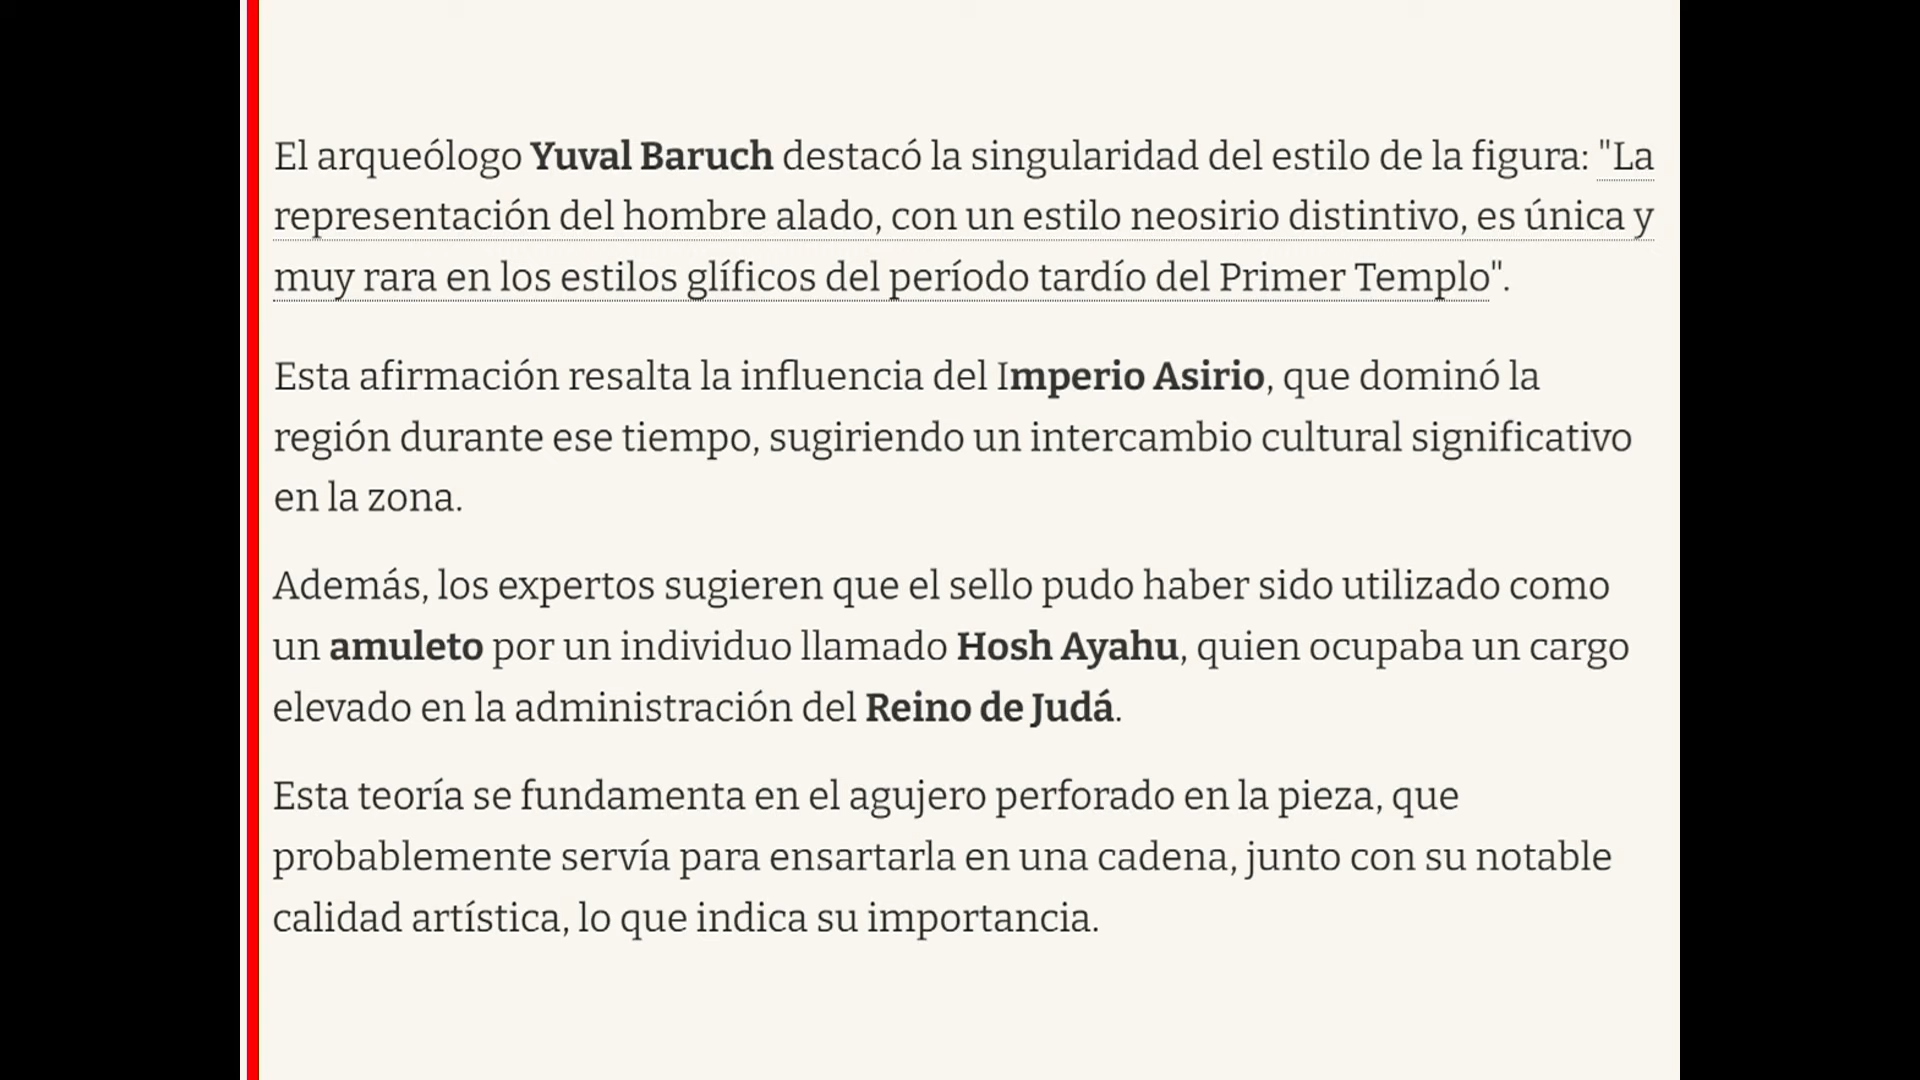 El arqueólogo Yuval Baruch destacó la singularidad del estilo de la figura: "La
representación del hombre alado, con un estilo neosirio distintivo, es única y
muy rara en los estilos glíficos del período tardío del Primer Templo".
Esta afirmación resalta la influencia del Imperio Asirio, que dominó la
región durante ese tiempo, sugiriendo un intercambio cultural significativo
en la zona.
Además, los expertos sugieren que el sello pudo haber sido utilizado como
un amuleto por un individuo llamado Hosh Ayahu, quien ocupaba un cargo
elevado en la administración del Reino de Judá.
Esta teoría se fundamenta en el agujero perforado en la pieza, que
probablemente servía para ensartarla en una cadena, junto con su notable
calidad artística, lo que indica su importancia.